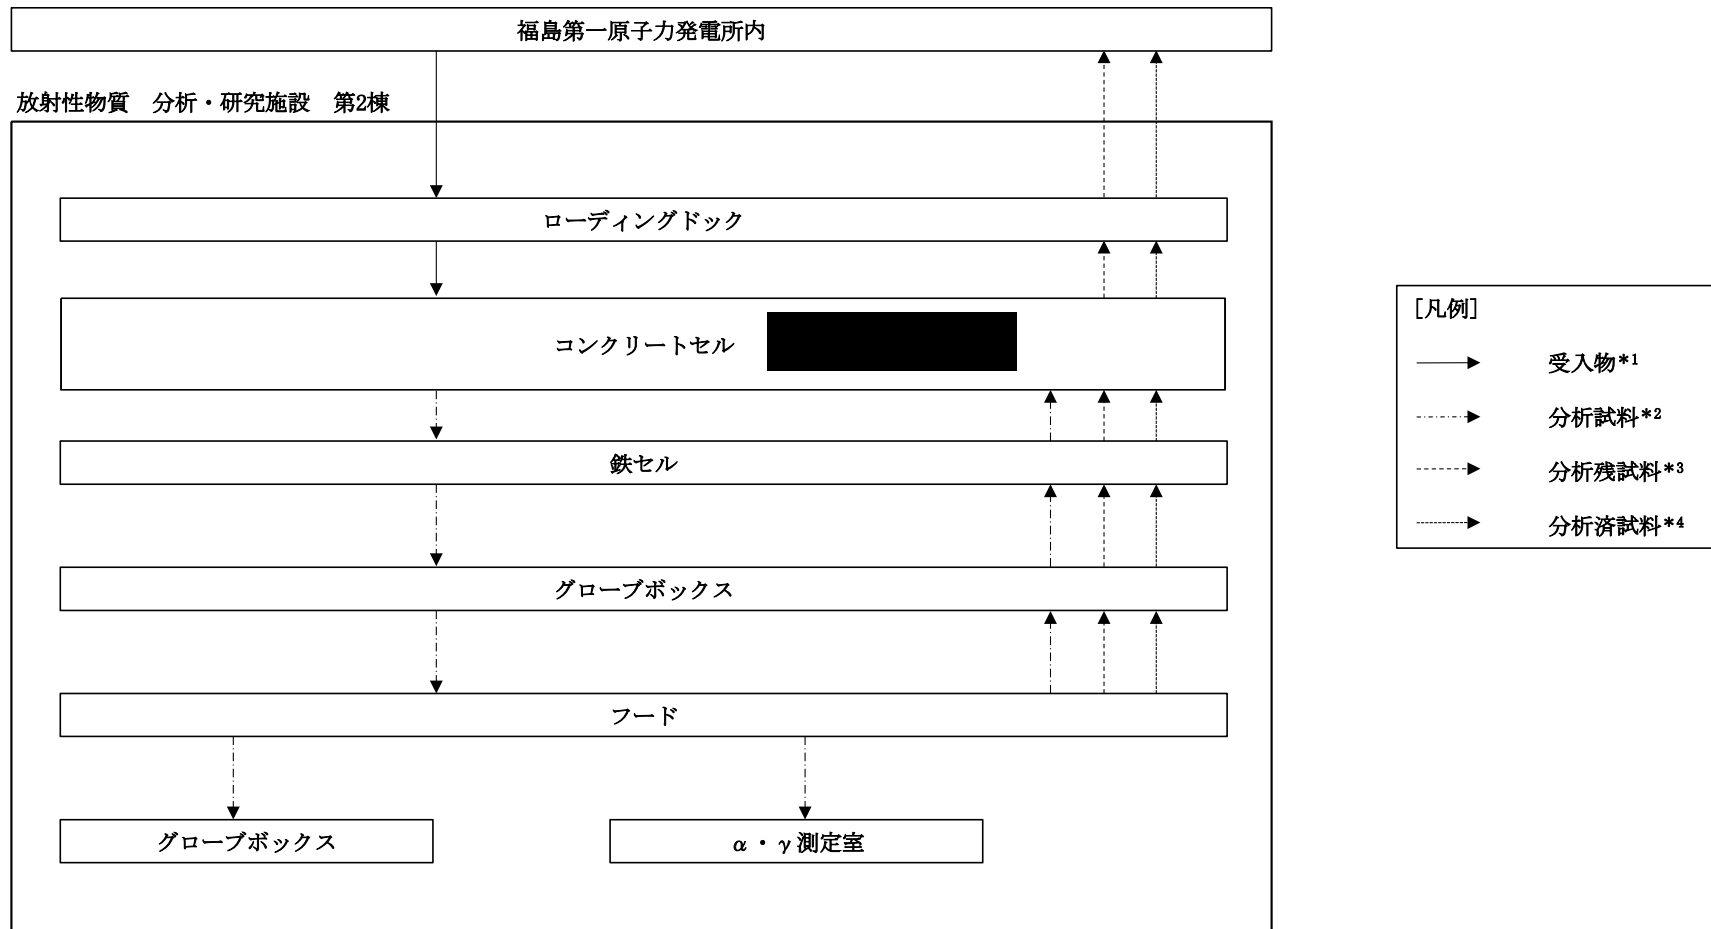 福島第一原子力発電所内
放射性物質　分析・研究施設　第2棟
ローディングドック
コンクリートセル
鉄セル
グローブボックス
フード
グローブボックス
α・γ測定室
[凡例]
受入物*1
分析試料*2
分析残試料*3
分析済試料*4